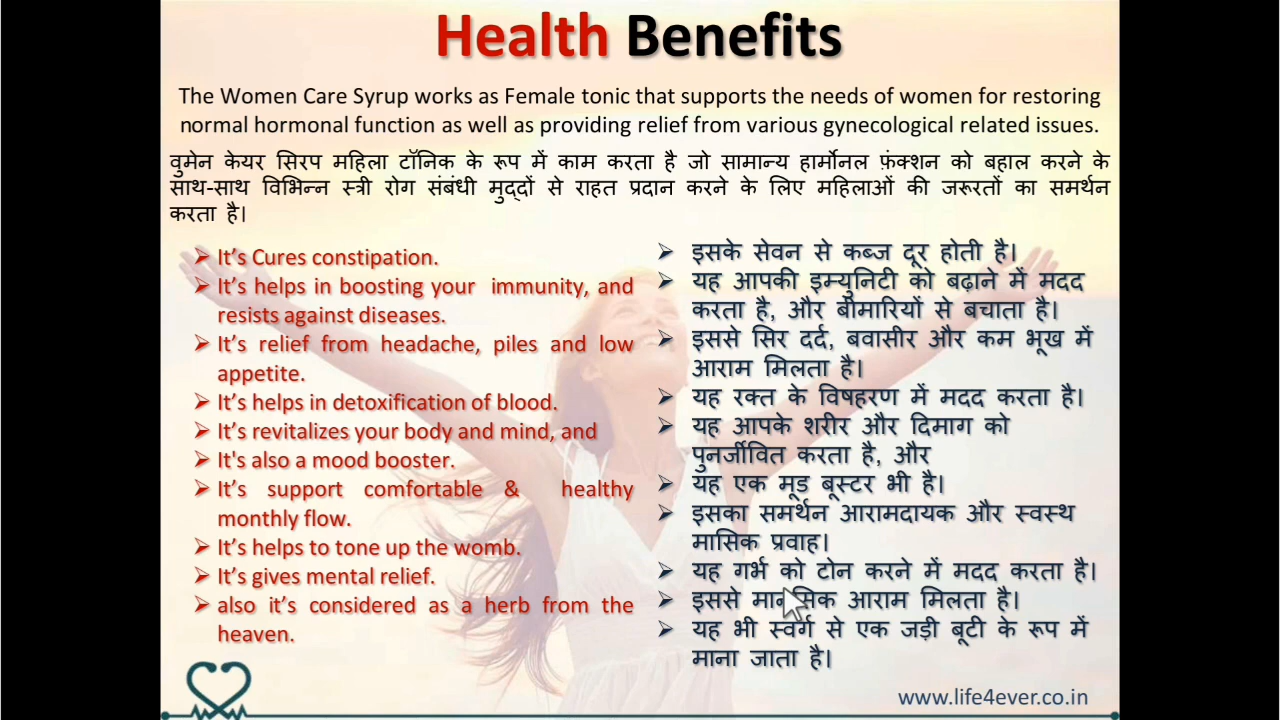 Health Benefits
The Women Care Syrup works as Female tonic that supports the needs of women for restoring
normal hormonal function as well as providing relief from various gynecological related issues.
वुमेन केयर सिरप महिला टॉनिक के रूप में काम करता है जो सामान्य हार्मोनल फ़ंक्शन को बहाल करने के
साथ-साथ विभिन्न स्त्री रोग संबंधी मुद्दों से राहत प्रदान करने के लिए महिलाओं की जरूरतों का समर्थन
करता है।
➢ It’s Cures constipation.
➢ It’s helps in boosting your immunity, and
resists against diseases.
➢ It’s relief from headache, piles and low
appetite.
➢ It’s helps in detoxification of blood.
➢ It’s revitalizes your body and mind, and
➢ It's also a mood booster.
➢ It’s support comfortable & healthy
monthly flow.
➢ It’s helps to tone up the womb.
➢ It’s gives mental relief.
➢ also it’s considered as a herb from the
heaven.
➢ इसके सेवन से कब्ज दूर होती है।
➢ यह आपकी इम्युनिटी को बढ़ाने में मदद
करता है, और बीमारियों से बचाता है।
➢ इससे सिर दर्द, बवासीर और कम भूख में
आराम मिलता है।
➢ यह रक्त के विषहरण में मदद करता है।
➢ यह आपके शरीर और दिमाग को
पुनर्जीवित करता है, और
➢ यह एक मूड बूस्टर भी है।
➢ इसका समर्थन आरामदायक और स्वस्थ
मासिक प्रवाह।
➢ यह गर्भ को टोन करने में मदद करता है।
➢ इससे मानसिक आराम मिलता है।
➢ यह भी स्वर्ग से एक जड़ी बूटी के रूप में
माना जाता है।
www.life4ever.co.in